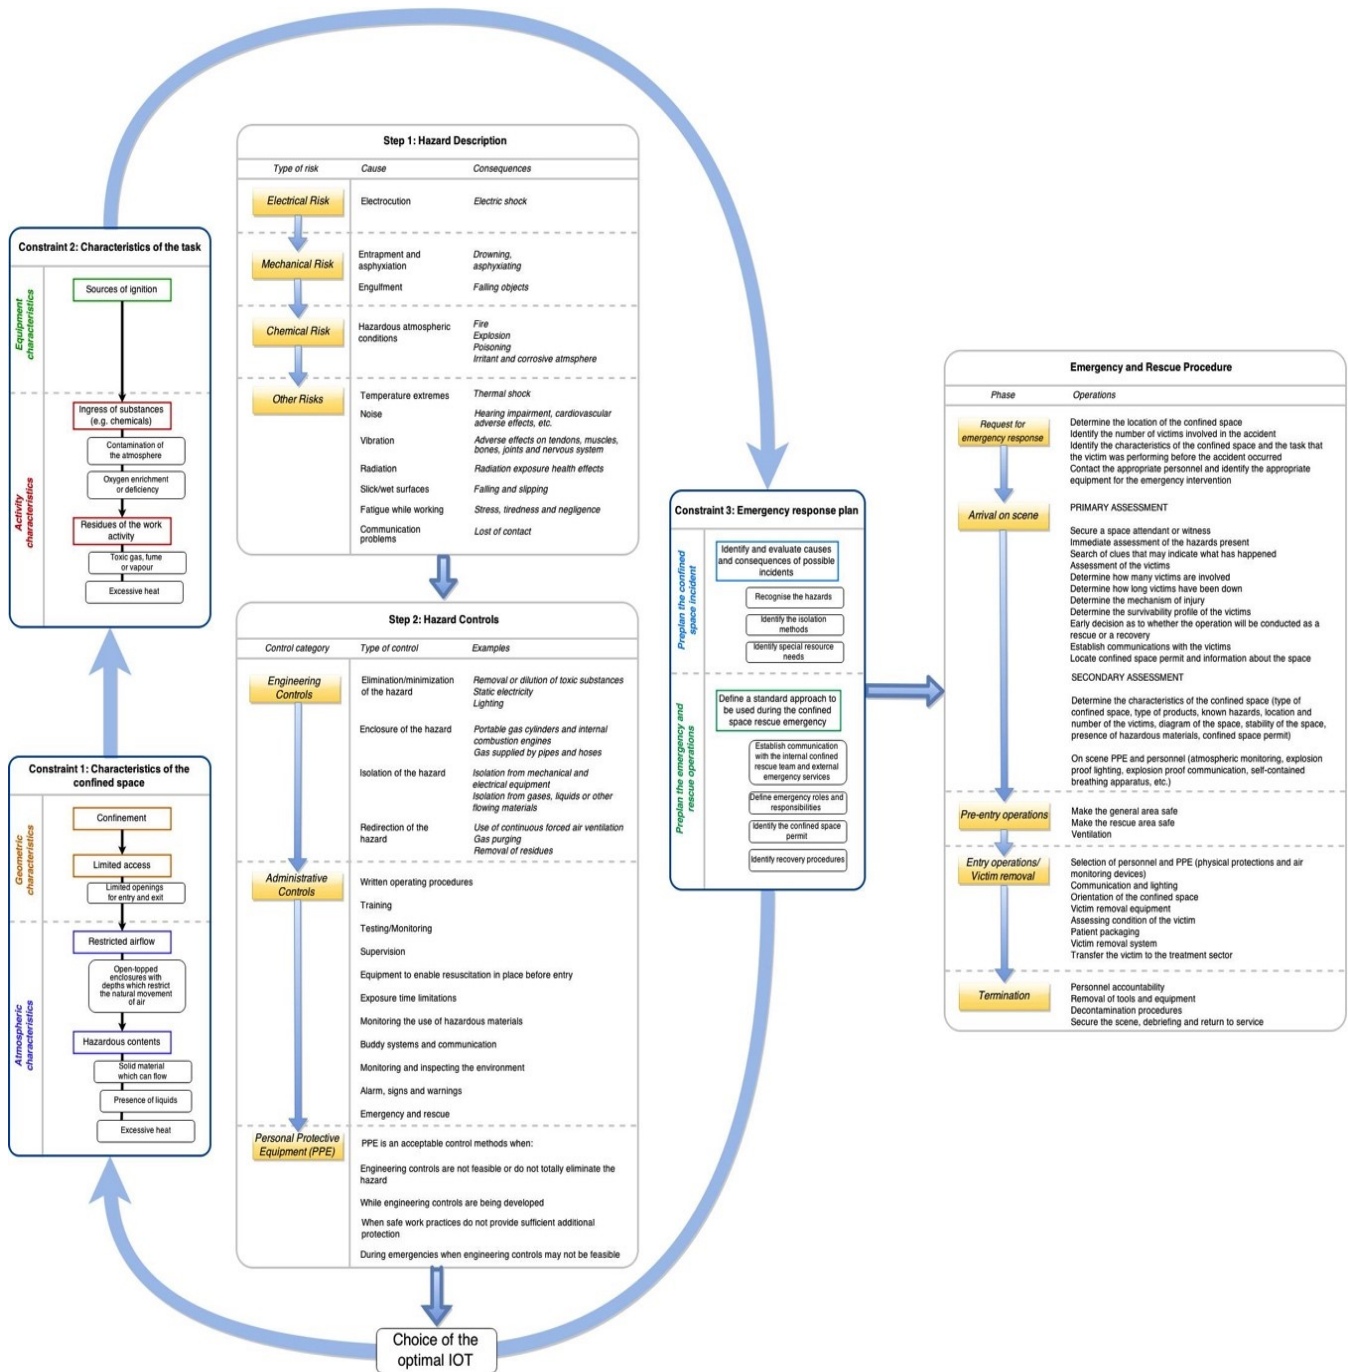 Step 1: Hazard Description
Type of risk
Cause
Consequences
Electrical Risk
Electrocution
Electric shock
Mechanical Risk
Entrapment and
asphyxiation
Drowning,
asphyxiating
Engulfment
Falling objects
Chemical Risk
Hazardous atmospheric
conditions
Fire
Explosion
Poisoning
Irritant and corrosive atmsphere
Other Risks
Temperature extremes
Thermal shock
Noise
Hearing impairment, cardiovascular
adverse effects, etc.
Vibration
Adverse effects on tendons, muscles,
bones, joints and nervous system
Radiation
Radiation exposure health effects
Slick/wet surfaces
Falling and slipping
Fatigue while working
Stress, tiredness and negligence
Communication
problems
Lost of contact
Constraint 2: Characteristics of the task
Equipment
characteristics
Sources of ignition
Activity
characteristics
Ingress of substances
(e.g. chemicals)
Contamination of
the atmosphere
Oxygen enrichment
or deficiency
Residues of the work
activity
Toxic gas, fume
or vapour
Excessive heat
Constraint 1: Characteristics of the
confined space
Geometric
characteristics
Confinement
Limited access
Limited openings
for entry and exit
Atmospheric
characteristics
Restricted airflow
Open-topped
enclosures with
depths which restrict
the natural movement
of air
Hazardous contents
Solid material
which can flow
Presence of liquids
Excessive heat
Step 2: Hazard Controls
Control category
Type of control
Examples
Engineering
Controls
Elimination/minimization
of the hazard
Removal or dilution of toxic substances
Static electricity
Lighting
Enclosure of the hazard
Portable gas cylinders and internal
combustion engines
Gas supplied by pipes and hoses
Isolation of the hazard
Isolation from mechanical and
electrical equipment
Isolation from gases, liquids or other
flowing materials
Redirection of the
hazard
Use of continuous forced air ventilation
Gas purging
Removal of residues
Administrative
Controls
Written operating procedures
Training
Testing/Monitoring
Supervision
Equipment to enable resuscitation in place before entry
Exposure time limitations
Monitoring the use of hazardous materials
Buddy systems and communication
Monitoring and inspecting the environment
Alarm, signs and warnings
Emergency and rescue
Personal Protective
Equipment (PPE)
PPE is an acceptable control methods when:
Engineering controls are not feasible or do not totally eliminate the
hazard
While engineering controls are being developed
When safe work practices do not provide sufficient additional
protection
During emergencies when engineering controls may not be feasible
Choice of the
optimal IOT
Constraint 3: Emergency response plan
Preplan the confined
space incident
Identify and evaluate causes
and consequences of possible
incidents
Recognise the hazards
Identify the isolation
methods
Identify special resource
needs
Preplan the emergency and
rescue operations
Define a standard approach to
be used during the confined
space rescue emergency
Establish communication
with the internal confined
rescue team and external
emergency services
Define emergency roles and
responsibilities
Identify the confined space
permit
Identify recovery procedures
Emergency and Rescue Procedure
Phase
Operations
Request for
emergency response
Determine the location of the confined space
Identify the number of victims involved in the accident
Identify the characteristics of the confined space and the task that
the victim was performing before the accident occurred
Contact the appropriate personnel and identify the appropriate
equipment for the emergency intervention
Arrival on scene
PRIMARY ASSESSMENT
Secure a space attendant or witness
Immediate assessment of the hazards present
Search of clues that may indicate what has happened
Assessment of the victims
Determine how many victims are involved
Determine how long victims have been down
Determine the mechanism of injury
Determine the survivability profile of the victims
Early decision as to whether the operation will be conducted as a
rescue or a recovery
Establish communications with the victims
Locate confined space permit and information about the space
SECONDARY ASSESSMENT
Determine the characteristics of the confined space (type of
confined space, type of products, known hazards, location and
number of the victims, diagram of the space, stability of the space,
presence of hazardous materials, confined space permit)
On scene PPE and personnel (atmospheric monitoring, explosion
proof lighting, explosion proof communication, self-contained
breathing apparatus, etc.)
Pre-entry operations
Make the general area safe
Make the rescue area safe
Ventilation
Entry operations/
Victim removal
Selection of personnel and PPE (physical protections and air
monitoring devices)
Communication and lighting
Orientation of the confined space
Victim removal equipment
Assessing condition of the victim
Patient packaging
Victim removal system
Transfer the victim to the treatment sector
Termination
Personnel accountability
Removal of tools and equipment
Decontamination procedures
Secure the scene, debriefing and return to service